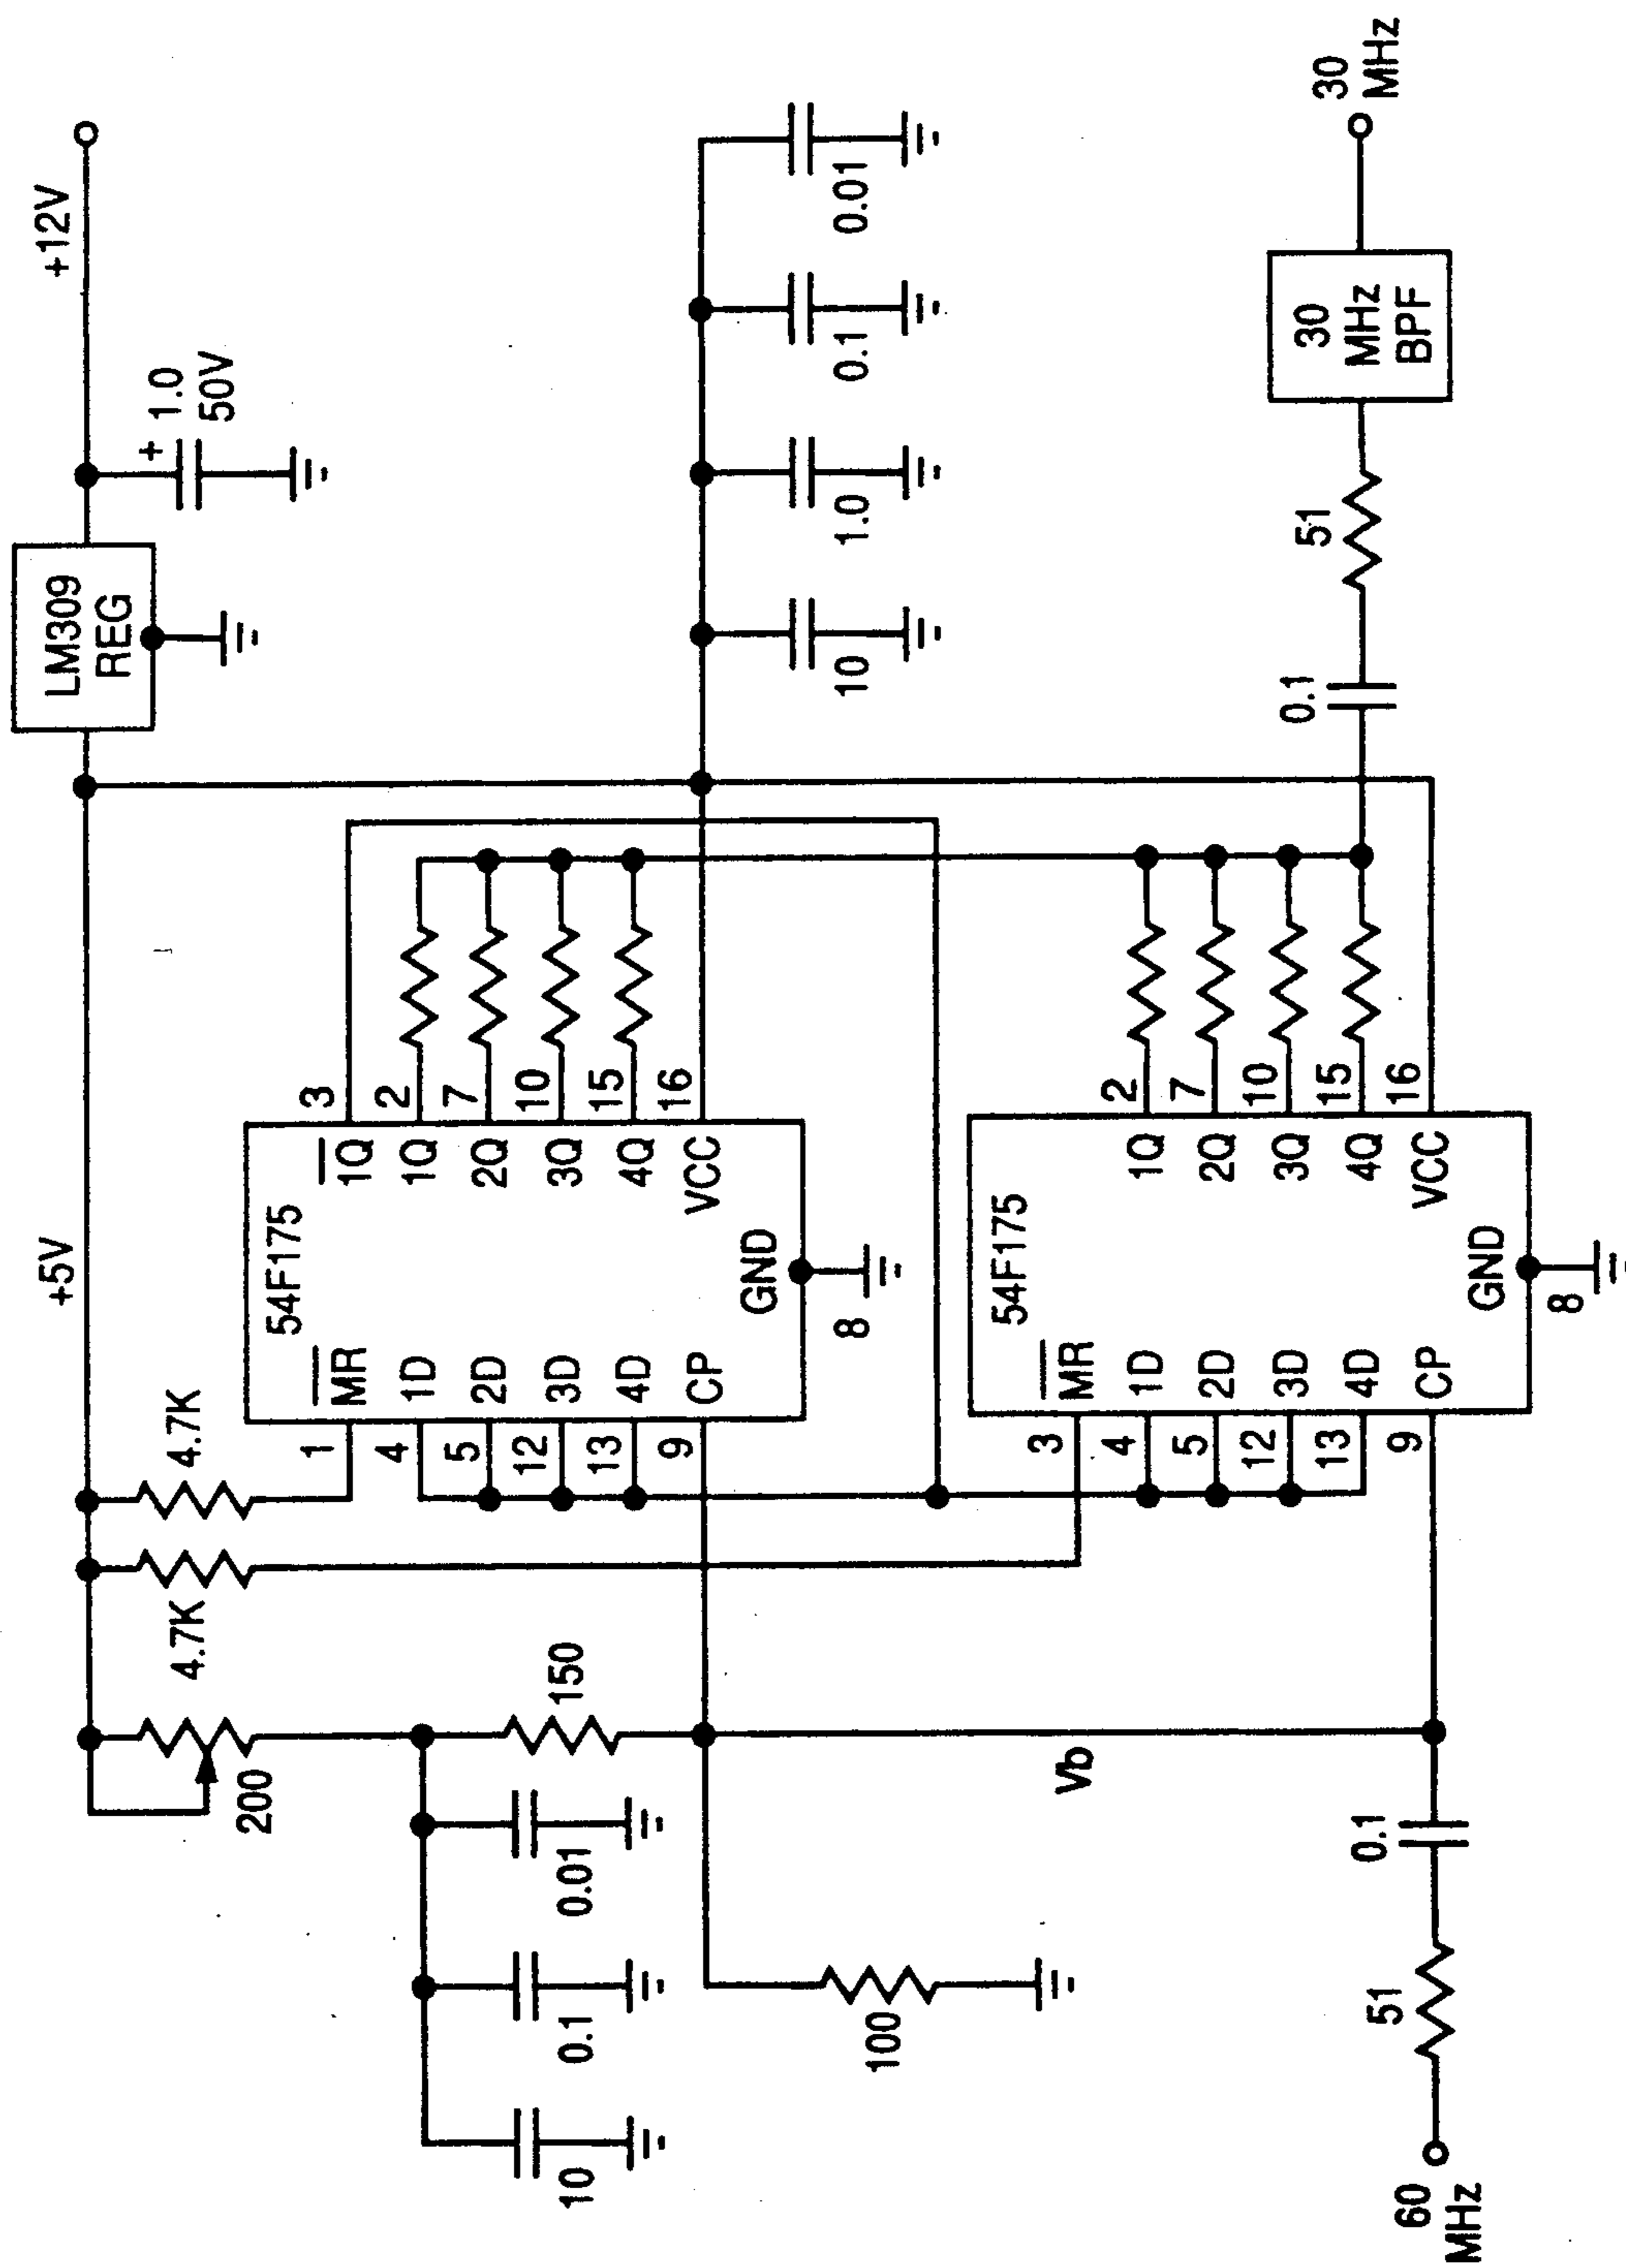 +12V
+5V
LM309
REG
+
1.0
50V
4.7K
4.7K
200
150
10
0.1
0.01
100
Vb
1
4
5
12
13
9
M̅R̅
1D
2D
3D
4D
CP
54F175
GND
8
1̅Q̅
1Q
2Q
3Q
4Q
VCC
3
2
7
10
15
16
10
1.0
0.1
0.01
3
4
5
12
13
9
M̅R̅
1D
2D
3D
4D
CP
54F175
GND
8
1Q
2Q
3Q
4Q
VCC
2
7
10
15
16
60
MHz
51
0.1
0.1
51
30
MHz
BPF
30
MHz